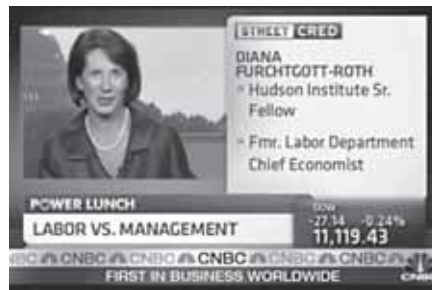 STREET CRED
DIANA
FURCHTGOTT-ROTH
Hudson Institute Sr.
Fellow
Fmr. Labor Department
Chief Economist
POWER LUNCH
LABOR VS. MANAGEMENT
DOW
-27.14 -0.24%
11,119.43
CNBC CNBC CNBC CNBC CNBC
FIRST IN BUSINESS WORLDWIDE
CNBC